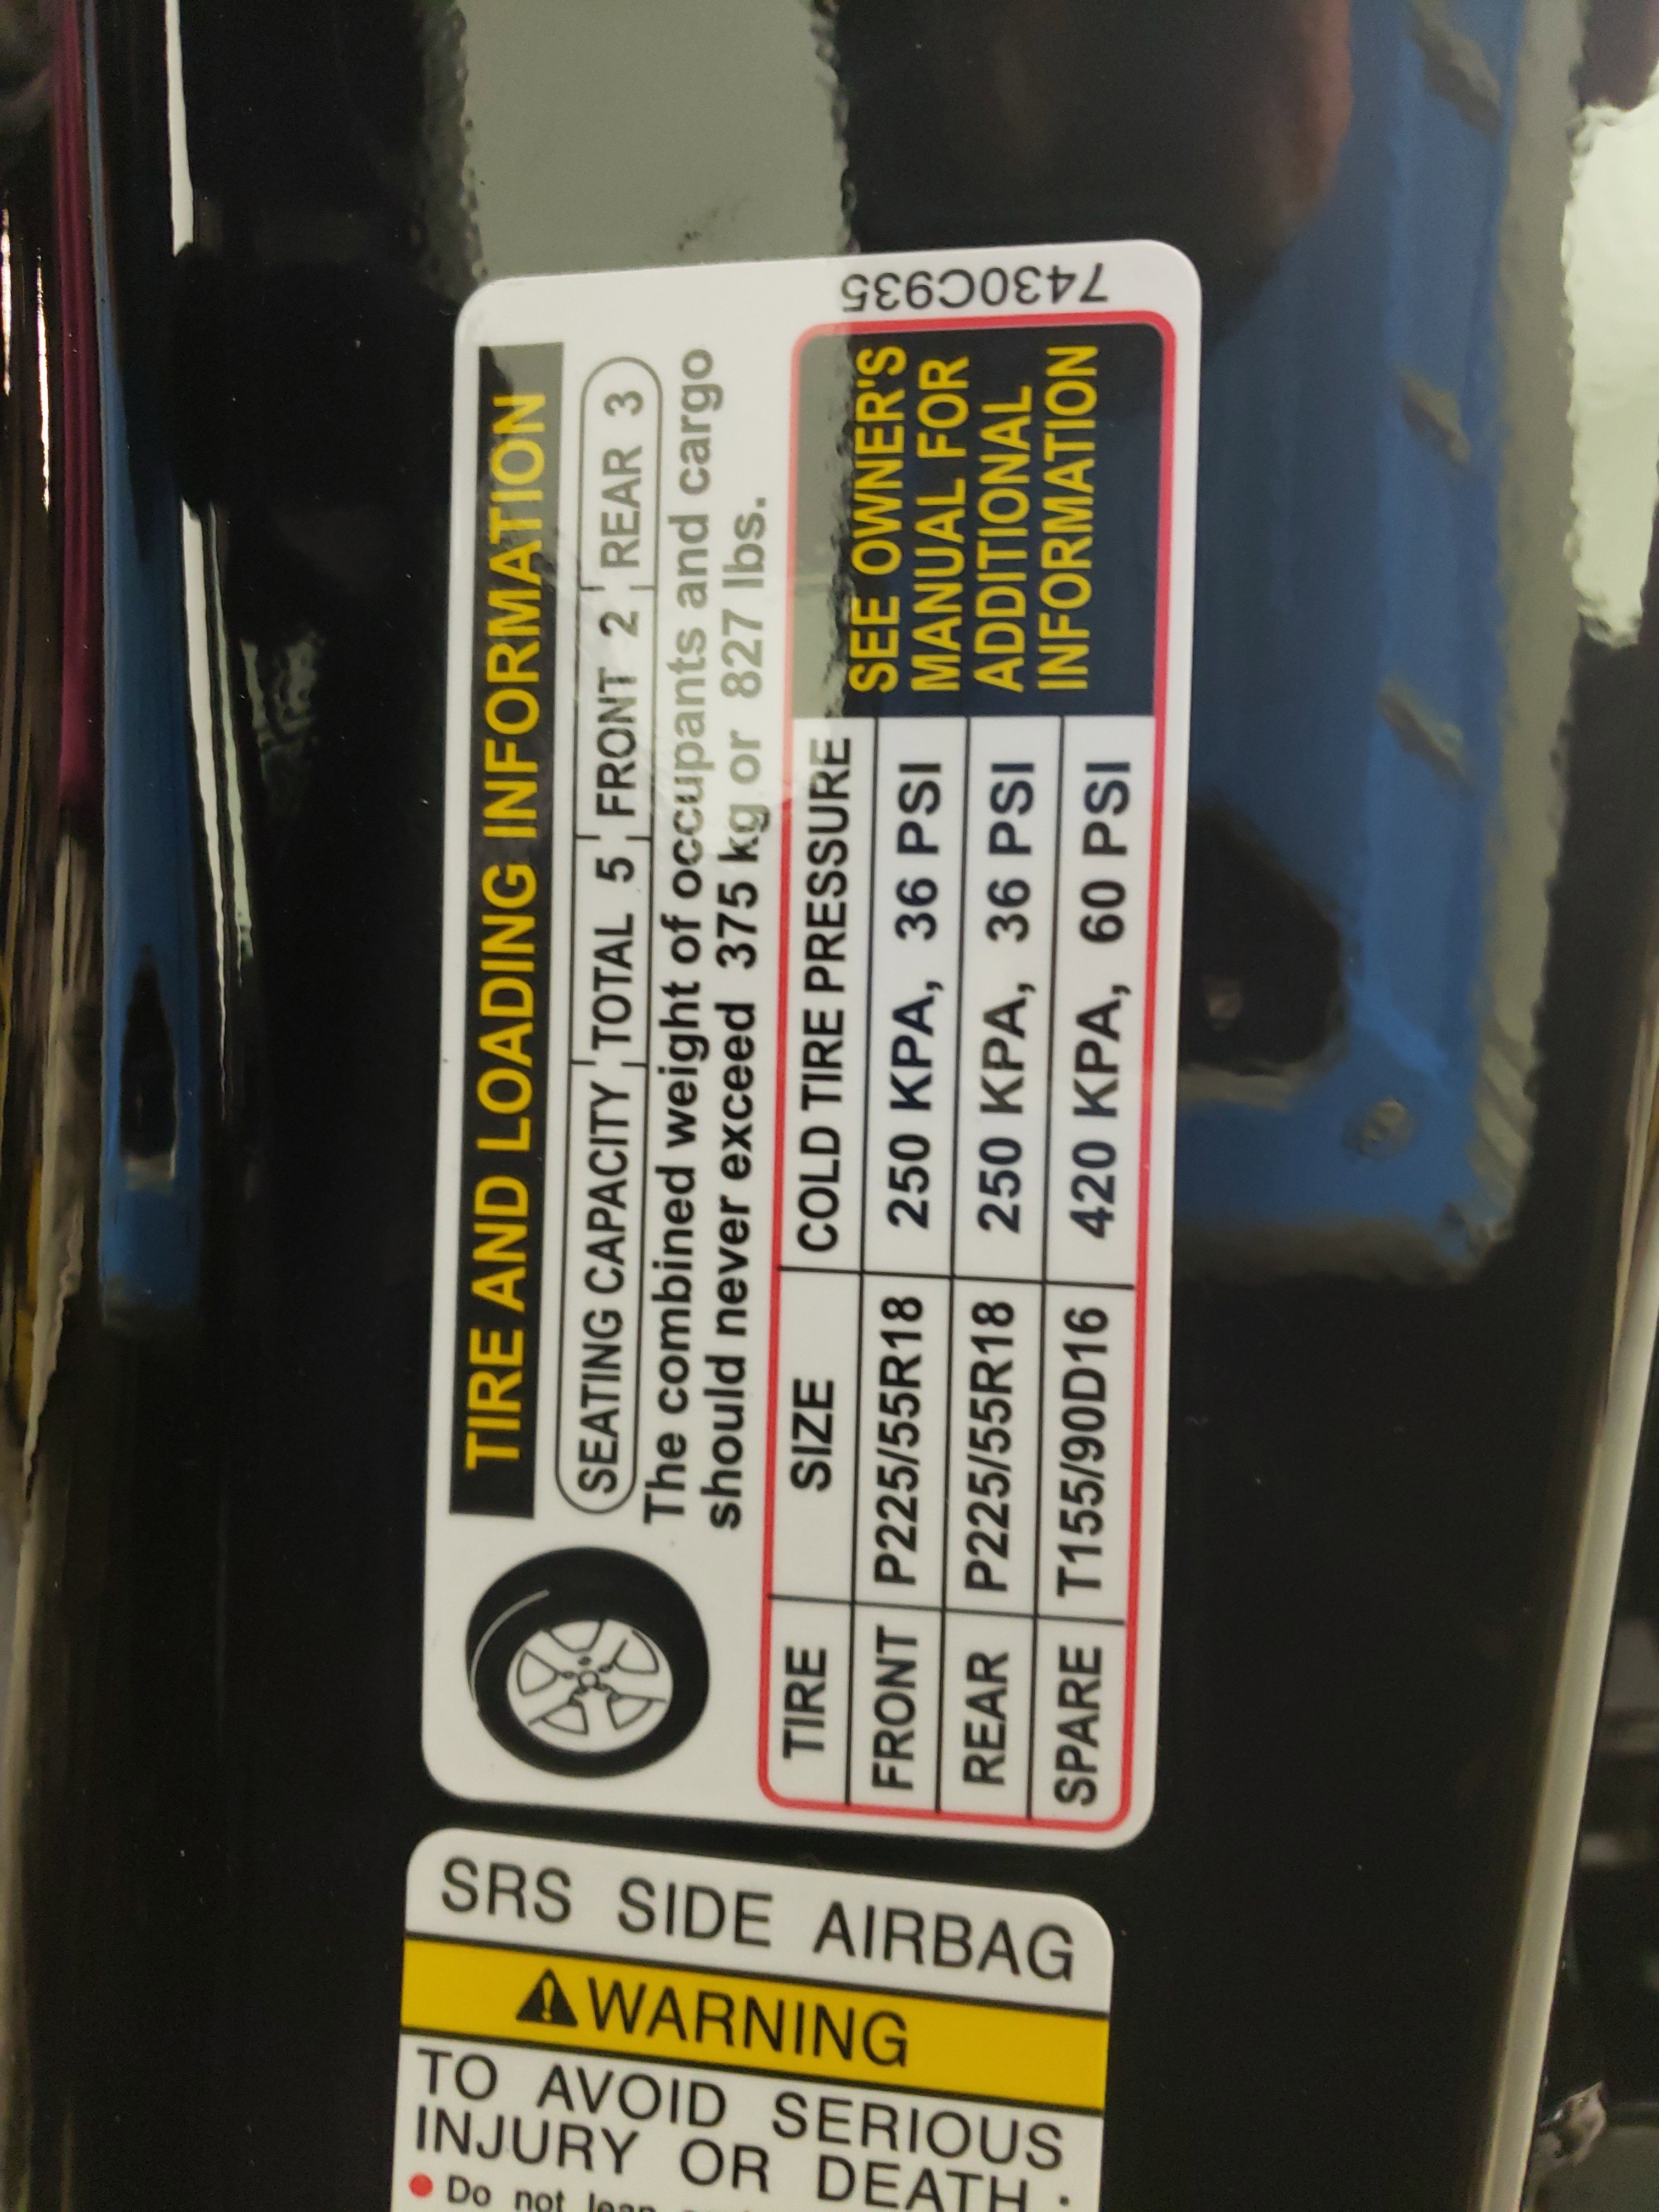 TIRE AND LOADING INFORMATION
SEATING CAPACITY TOTAL 5 FRONT 2 REAR 3
The combined weight of occupants and cargo
should never exceed 375 kg or 827 lbs.
TIRE SIZE COLD TIRE PRESSURE
FRONT P225/55R18 250 KPA, 36 PSI
REAR P225/55R18 250 KPA, 36 PSI
SPARE T155/90D16 420 KPA, 60 PSI
SEE OWNER'S
MANUAL FOR
ADDITIONAL
INFORMATION
7430C935
SRS SIDE AIRBAG
WARNING
TO AVOID SERIOUS
INJURY OR DEATH:
● Do not lean